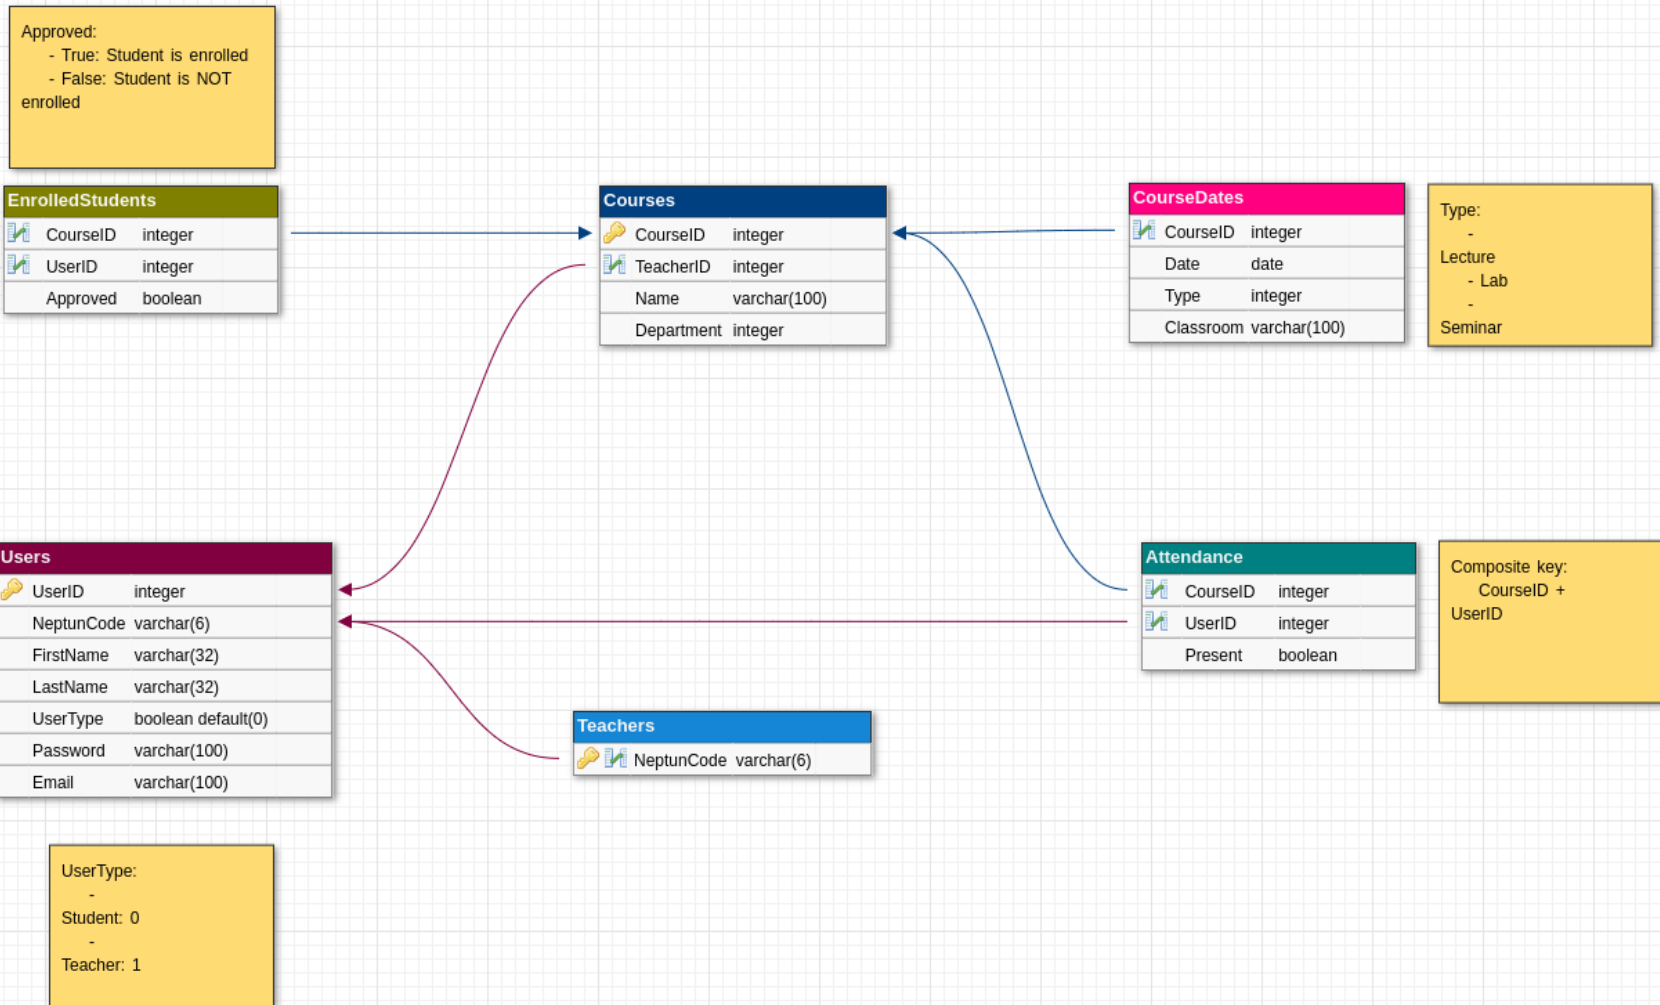 Approved:
- True: Student is enrolled
- False: Student is NOT
enrolled
EnrolledStudents
CourseID integer
UserID integer
Approved boolean
Courses
CourseID integer
TeacherID integer
Name varchar(100)
Department integer
CourseDates
CourseID integer
Date date
Type integer
Classroom varchar(100)
Type:
-
Lecture
- Lab
-
Seminar
Users
UserID integer
NeptunCode varchar(6)
FirstName varchar(32)
LastName varchar(32)
UserType boolean default(0)
Password varchar(100)
Email varchar(100)
Attendance
CourseID integer
UserID integer
Present boolean
Composite key:
CourseID +
UserID
Teachers
NeptunCode varchar(6)
UserType:
-
Student: 0
-
Teacher: 1